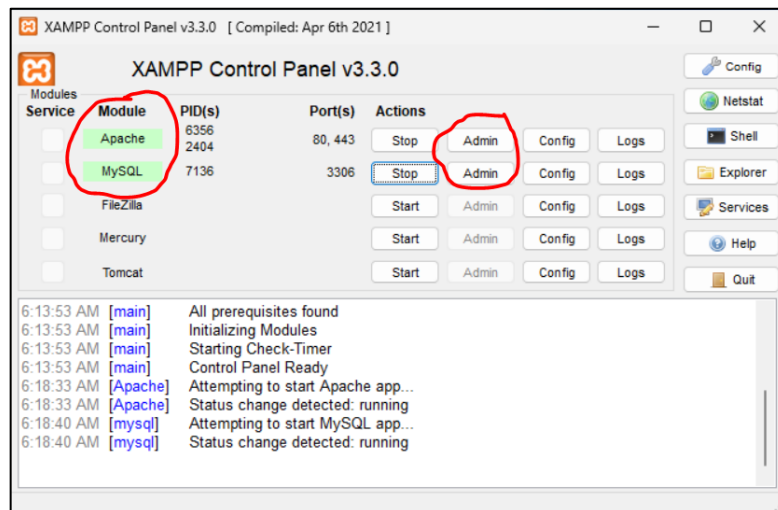 XAMPP Control Panel v3.3.0 [ Compiled: Apr 6th 2021 ]
XAMPP Control Panel v3.3.0
Config
Modules
Service Module PID(s) Port(s) Actions
Netstat
Apache 6356 2404 80, 443 Stop Admin Config Logs
Shell
MySQL 7136 3306 Stop Admin Config Logs
Explorer
FileZilla Start Admin Config Logs
Services
Mercury Start Admin Config Logs
Help
Tomcat Start Admin Config Logs
Quit
6:13:53 AM [main] All prerequisites found
6:13:53 AM [main] Initializing Modules
6:13:53 AM [main] Starting Check-Timer
6:13:53 AM [main] Control Panel Ready
6:18:33 AM [Apache] Attempting to start Apache app...
6:18:33 AM [Apache] Status change detected: running
6:18:40 AM [mysql] Attempting to start MySQL app...
6:18:40 AM [mysql] Status change detected: running